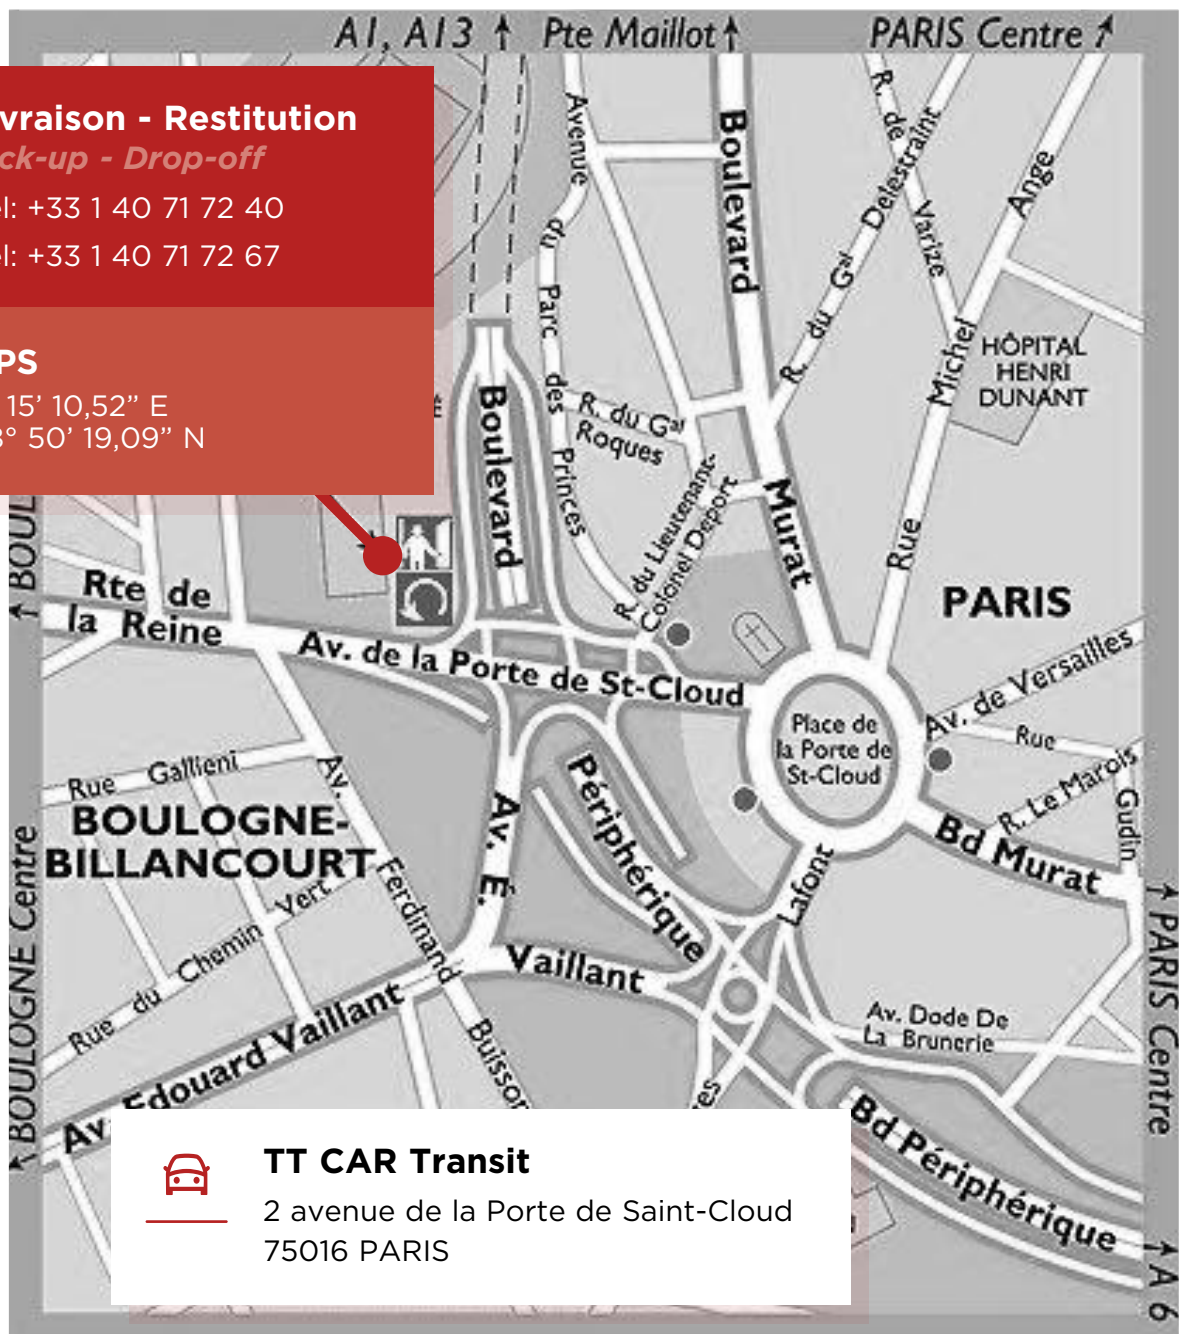 A1, A13
Pte Maillot
PARIS Centre
vraison - Restitution
ck-up - Drop-off
el: +33 1 40 71 72 40
el: +33 1 40 71 72 67
PS
15’ 10,52” E
° 50’ 19,09” N
Avenue
du
Parc
des
Princes
Boulevard
Murat
R. de
Varize
R. du Gal Delestraint
Rue
Michel
Ange
HÔPITAL
HENRI
DUNANT
R. du Gal
Roques
Boulevard
R. du Lieutenant-
Colonel Deport
BOUL
Rte de
la Reine
Av. de la Porte de St-Cloud
PARIS
Av. de Versailles
Place de
la Porte de
St-Cloud
Rue
Gudin
R. Le Marois
Bd Murat
Rue Gallieni
BOULOGNE-
BILLANCOURT
Av.
Ferdinand
Buisson
Rue du Chemin Vert
Av. É.
Vaillant
Périphérique
Lafont
Av. Edouard Vaillant
Av. Dode De
La Brunerie
BOULOGNE Centre
PARIS Centre
res
Bd Périphérique
A 6
TT CAR Transit
2 avenue de la Porte de Saint-Cloud
75016 PARIS